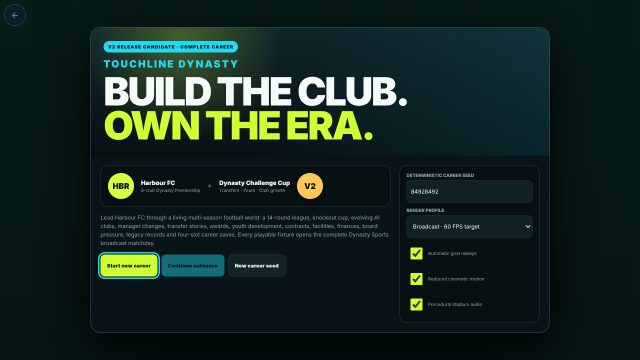 ←
V2 RELEASE CANDIDATE · COMPLETE CAREER
TOUCHLINE DYNASTY
BUILD THE CLUB.
OWN THE ERA.
HBR
Harbour FC
8-club Dynasty Premiership
Dynasty Challenge Cup
Transfers · Youth · Club growth
V2
Lead Harbour FC through a living multi-season football world: a 14-round league, knockout cup, evolving AI
clubs, manager changes, transfer stories, awards, youth development, contracts, facilities, finances, board
pressure, legacy records and four-slot career saves. Every playable fixture opens the complete Dynasty Sports
broadcast matchday.
Start new career
Continue autosave
New career seed
DETERMINISTIC CAREER SEED
84928492
RENDER PROFILE
Broadcast · 60 FPS target
Automatic goal replays
Reduced cinematic motion
Procedural stadium audio